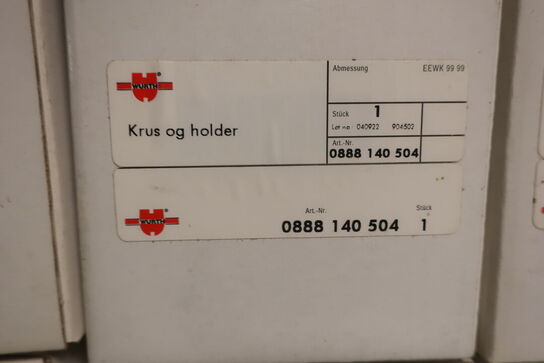 WÜRTH
Krus og holder
Abmessung EEWK 99 99
Stück 1
Lot no 040922 904502
Art.-Nr.
0888 140 504
WÜRTH
Art.-Nr. Stück
0888 140 504 1